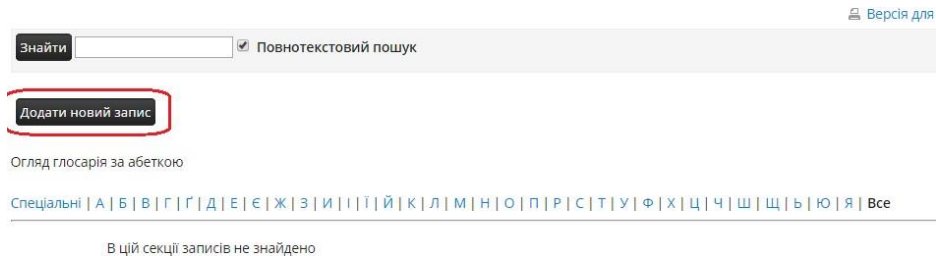 Версія для
Знайти Повнотекстовий пошук
Додати новий запис
Огляд глосарія за абеткою
Спеціальні | А | Б | В | Г | Ґ | Д | Е | Є | Ж | З | И | І | Ї | Й | К | Л | М | Н | О | П | Р | С | Т | У | Ф | Х | Ц | Ч | Ш | Щ | Ь | Ю | Я | Все
В цій секції записів не знайдено